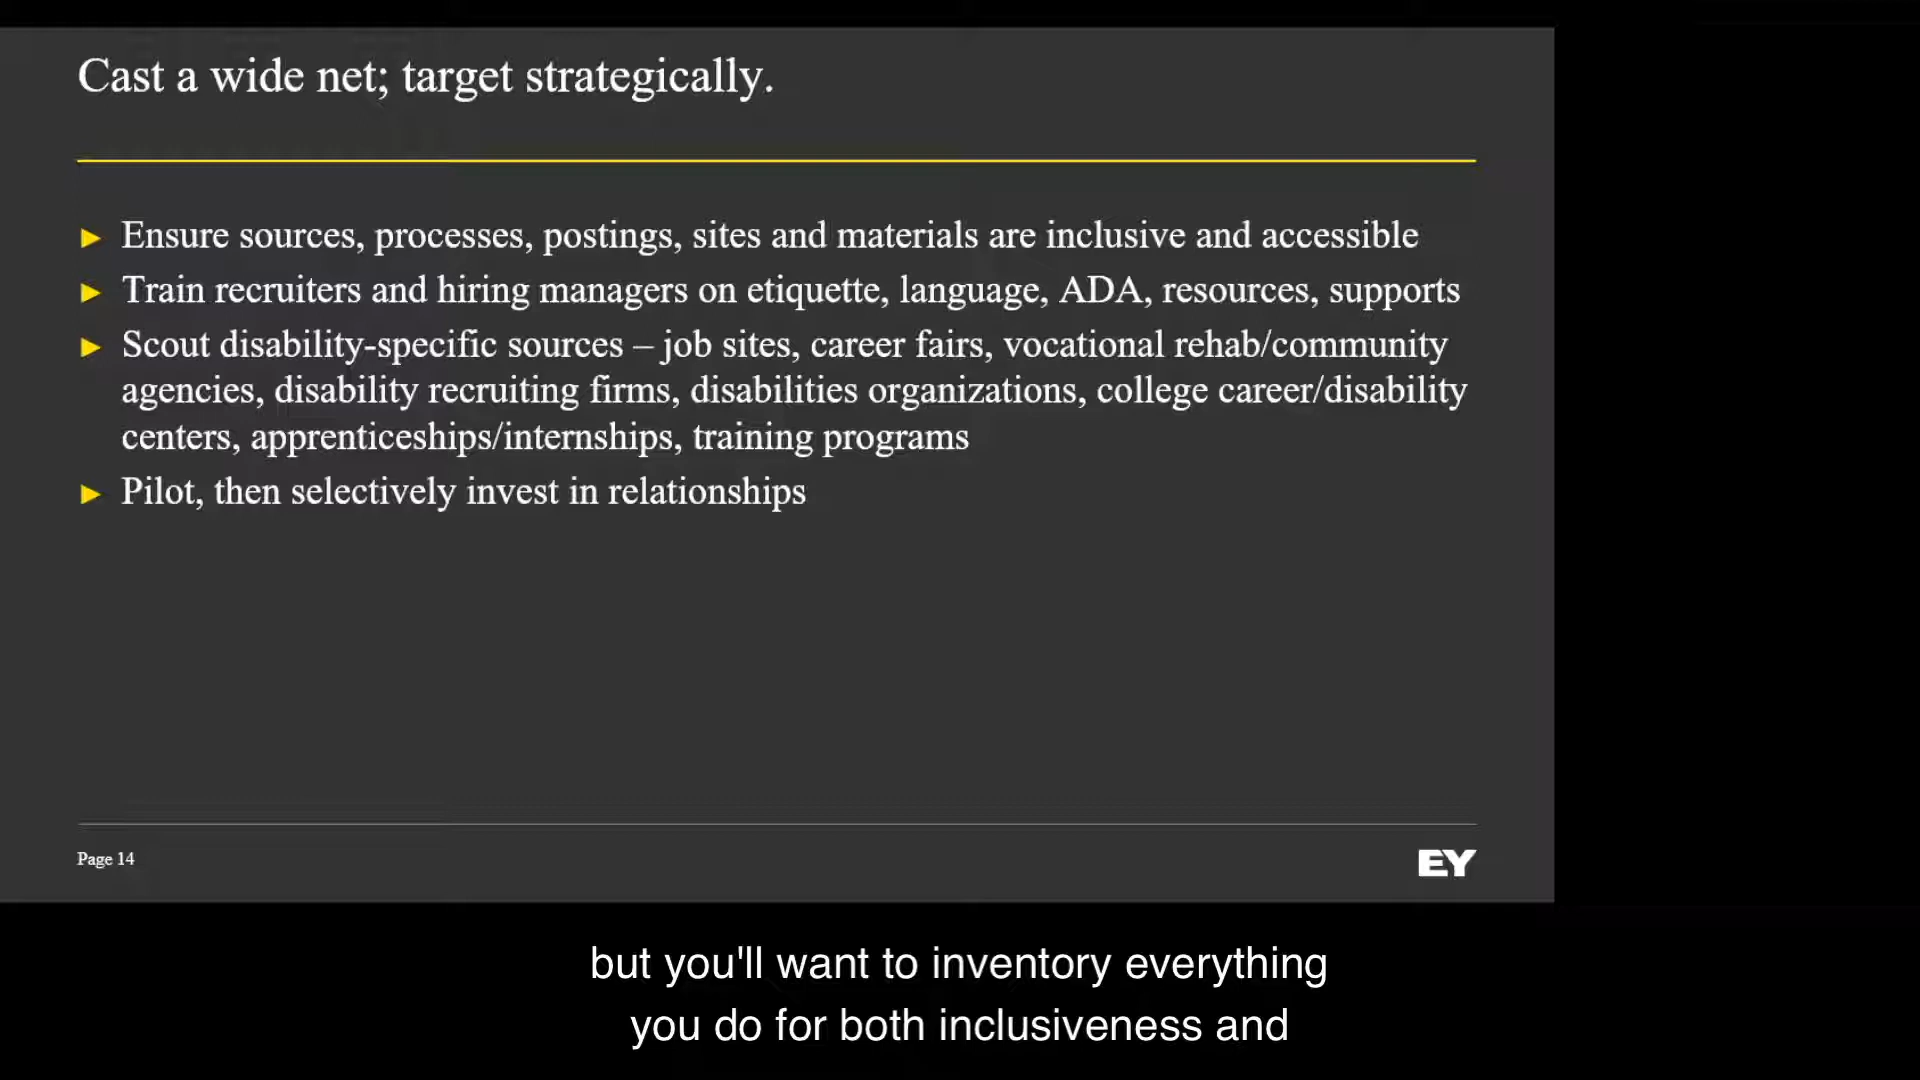 Cast a wide net; target strategically.
► Ensure sources, processes, postings, sites and materials are inclusive and accessible
► Train recruiters and hiring managers on etiquette, language, ADA, resources, supports
► Scout disability-specific sources – job sites, career fairs, vocational rehab/community
agencies, disability recruiting firms, disabilities organizations, college career/disability
centers, apprenticeships/internships, training programs
► Pilot, then selectively invest in relationships
Page 14
EY
but you'll want to inventory everything
you do for both inclusiveness and